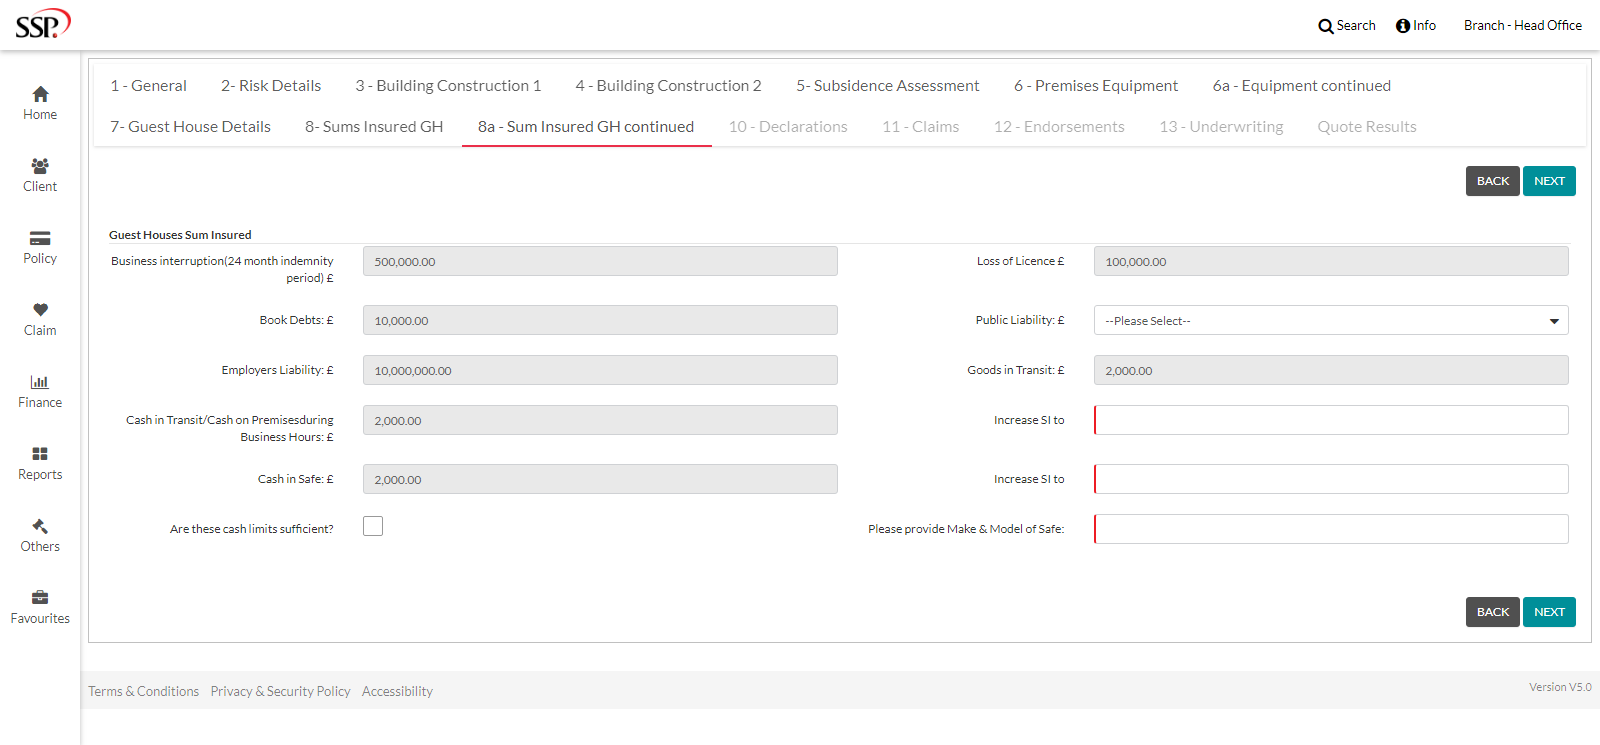 SSP.
Search
Info
Branch - Head Office
Home
Client
Policy
Claim
Finance
Reports
Others
Favourites
1 - General
2- Risk Details
3 - Building Construction 1
4 - Building Construction 2
5- Subsidence Assessment
6 - Premises Equipment
6a - Equipment continued
7- Guest House Details
8- Sums Insured GH
8a - Sum Insured GH continued
10 - Declarations
11 - Claims
12 - Endorsements
13 - Underwriting
Quote Results
BACK
NEXT
Guest Houses Sum Insured
Business interruption(24 month indemnity
period) £
500,000.00
Loss of Licence £
100,000.00
Book Debts: £
10,000.00
Public Liability: £
--Please Select--
Employers Liability: £
10,000,000.00
Goods in Transit: £
2,000.00
Cash in Transit/Cash on Premisesduring
Business Hours: £
2,000.00
Increase SI to
Cash in Safe: £
2,000.00
Increase SI to
Are these cash limits sufficient?
Please provide Make & Model of Safe:
BACK
NEXT
Terms & Conditions
Privacy & Security Policy
Accessibility
Version V5.0